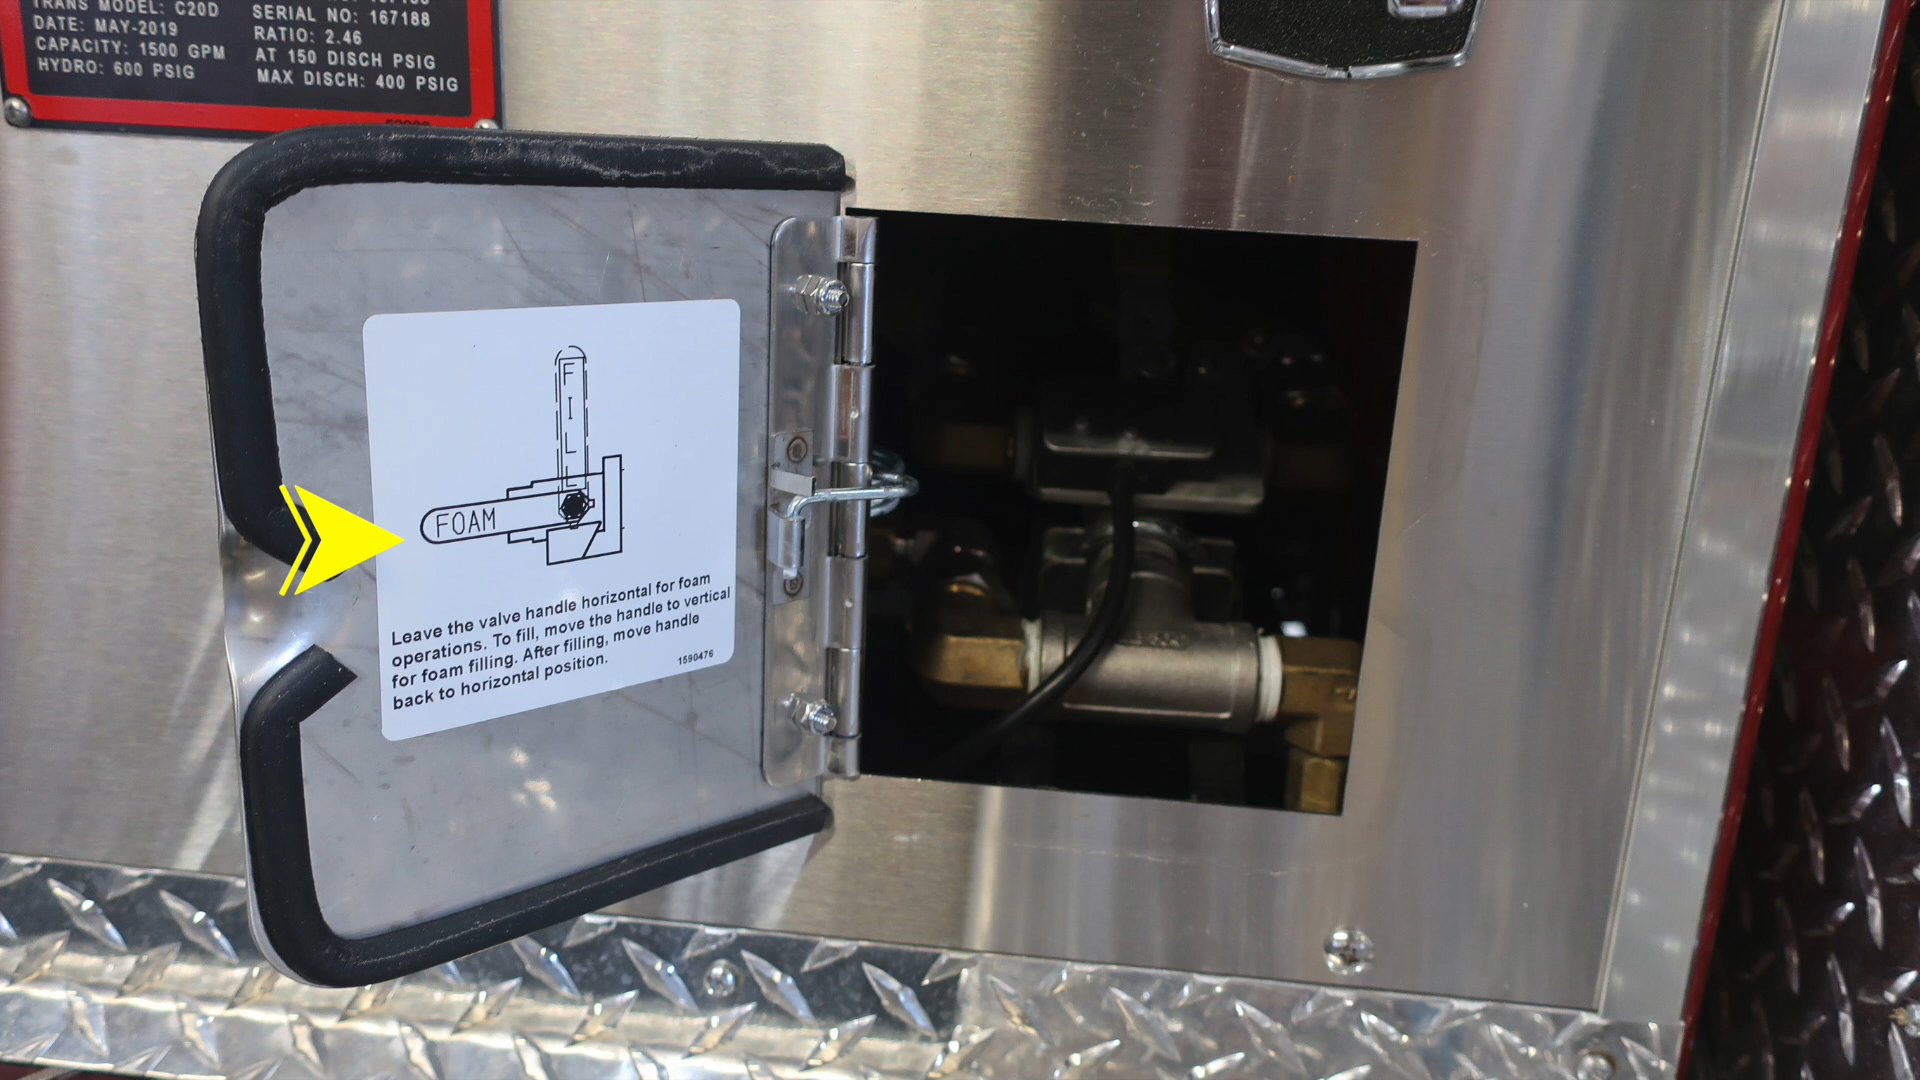 TRANS MODEL: C20D
DATE: MAY-2019
CAPACITY: 1500 GPM
HYDRO: 600 PSIG
SERIAL NO: 167188
RATIO: 2.46
AT 150 DISCH PSIG
MAX DISCH: 400 PSIG
FILL
FOAM
Leave the valve handle horizontal for foam
operations. To fill, move the handle to vertical
for foam filling. After filling, move handle
back to horizontal position.
1590476